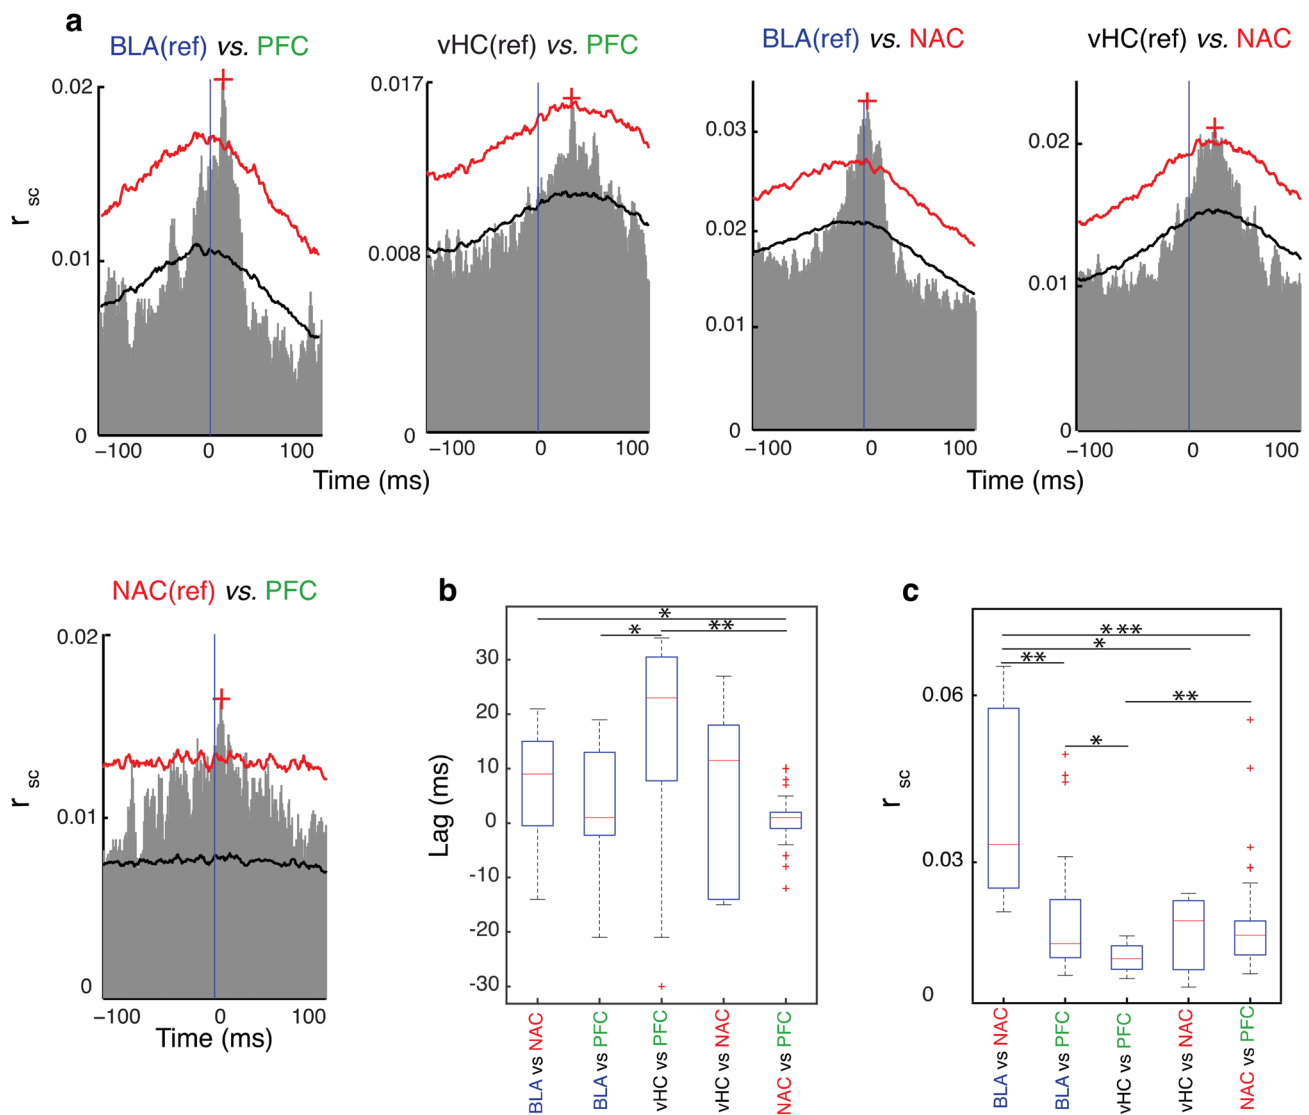 a
BLA(ref) vs. PFC
vHC(ref) vs. PFC
BLA(ref) vs. NAC
vHC(ref) vs. NAC
r sc
0.02
0.01
0
−100 0 100
0.017
0.008
0
−100 0 100
Time (ms)
0.03
0.02
0.01
0
−100 0 100
0.02
0.01
0
−100 0 100
Time (ms)
NAC(ref) vs. PFC
r sc
0.02
0.01
0
−100 0 100
Time (ms)
b
Lag (ms)
30
20
10
0
-10
-20
-30
*
*
**
BLA vs NAC
BLA vs PFC
vHC vs PFC
vHC vs NAC
NAC vs PFC
c
r sc
0.06
0.03
0
***
*
**
**
*
BLA vs NAC
BLA vs PFC
vHC vs PFC
vHC vs NAC
NAC vs PFC